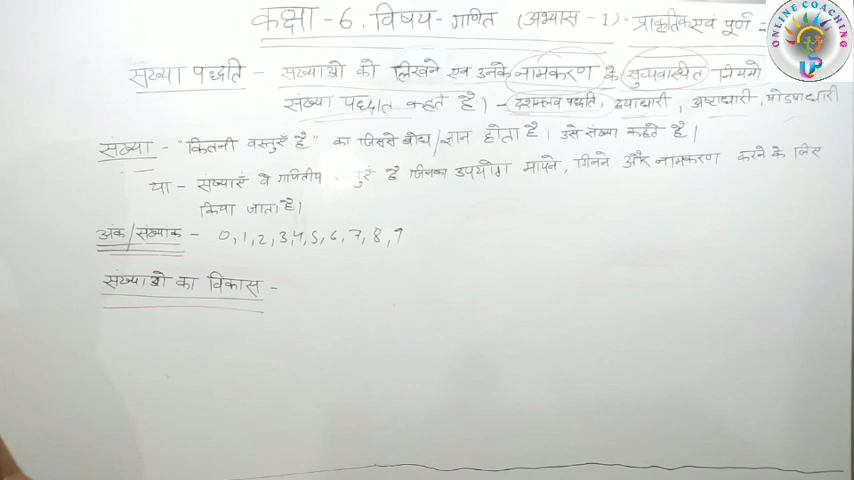 कक्षा - 6. विषय - गणित (अभ्यास - 1) - प्राकृतिक एवं पूर्ण =
संख्या पद्धति - संख्याओं को लिखने एवं उनके नामकरण के सुव्यवस्थित नियमो
संख्या पध्दति कहते है। - दशमलव पद्धति, द्वयाधारी, अष्टाधारी, षोडशाधारी
संख्या - "कितनी वस्तुएँ है" का जिससे बोध/ज्ञान होता है। उसे संख्या कहते है।
या - संख्याएँ वे गणितीय है जिनका उपयोग मापने, गिनने और नामकरण करने के लिए
किया जाता है।
अंक/संख्यांक - 0,1,2,3,4,5,6,7,8,9
संख्याओ का विकास -
ONLINE COACHING
UP